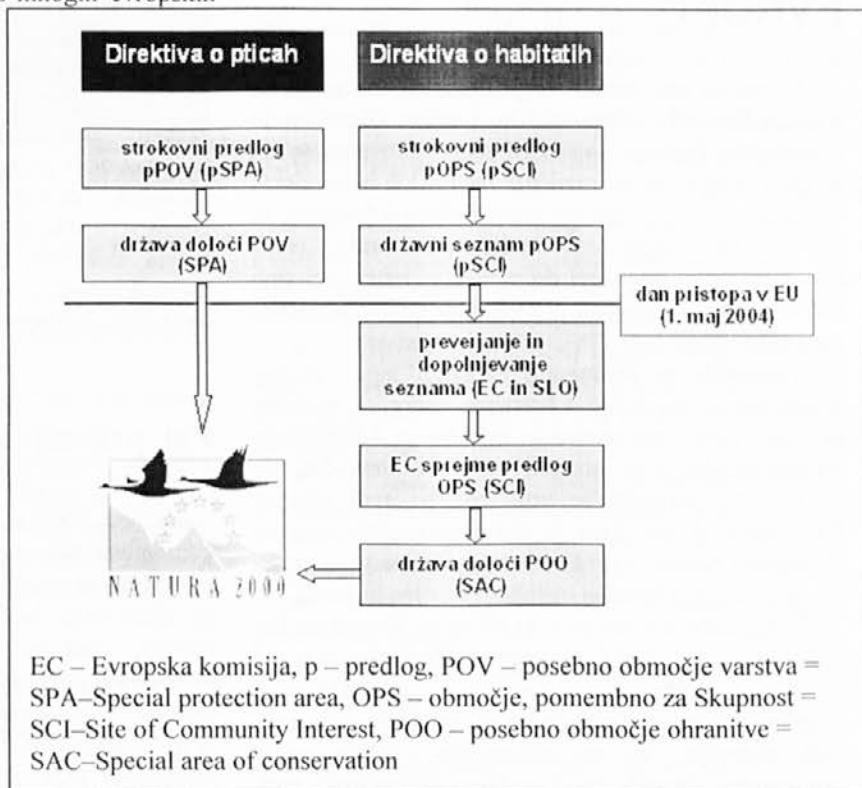 Direktiva o pticah
Direktiva o habitatih
strokovni predlog
pPOV (pSPA)
strokovni predlog
pOPS (pSCI)
država določi POV
(SPA)
državni seznam pOPS
(pSCI)
dan pristopa v EU
(1. maj 2004)
preverjanje in
dopolnjevanje
seznama (EC in SLO)
EC sprejme predlog
OPS (SCI)
država določi POO
(SAC)
NATURA 2000
EC – Evropska komisija, p – predlog, POV – posebno območje varstva =
SPA–Special protection area, OPS – območje, pomembno za Skupnost =
SCI–Site of Community Interest, POO – posebno območje ohranitve =
SAC–Special area of conservation